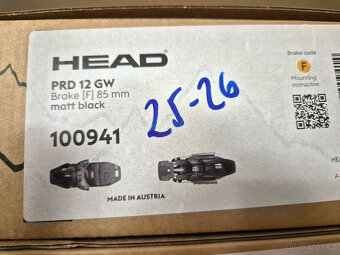 HEAD
PRD 12 GW
Brake [F] 85 mm
matt black
100941
25-26
Brake code
F
Mounting
instruction
MADE IN AUSTRIA
HEA
A-